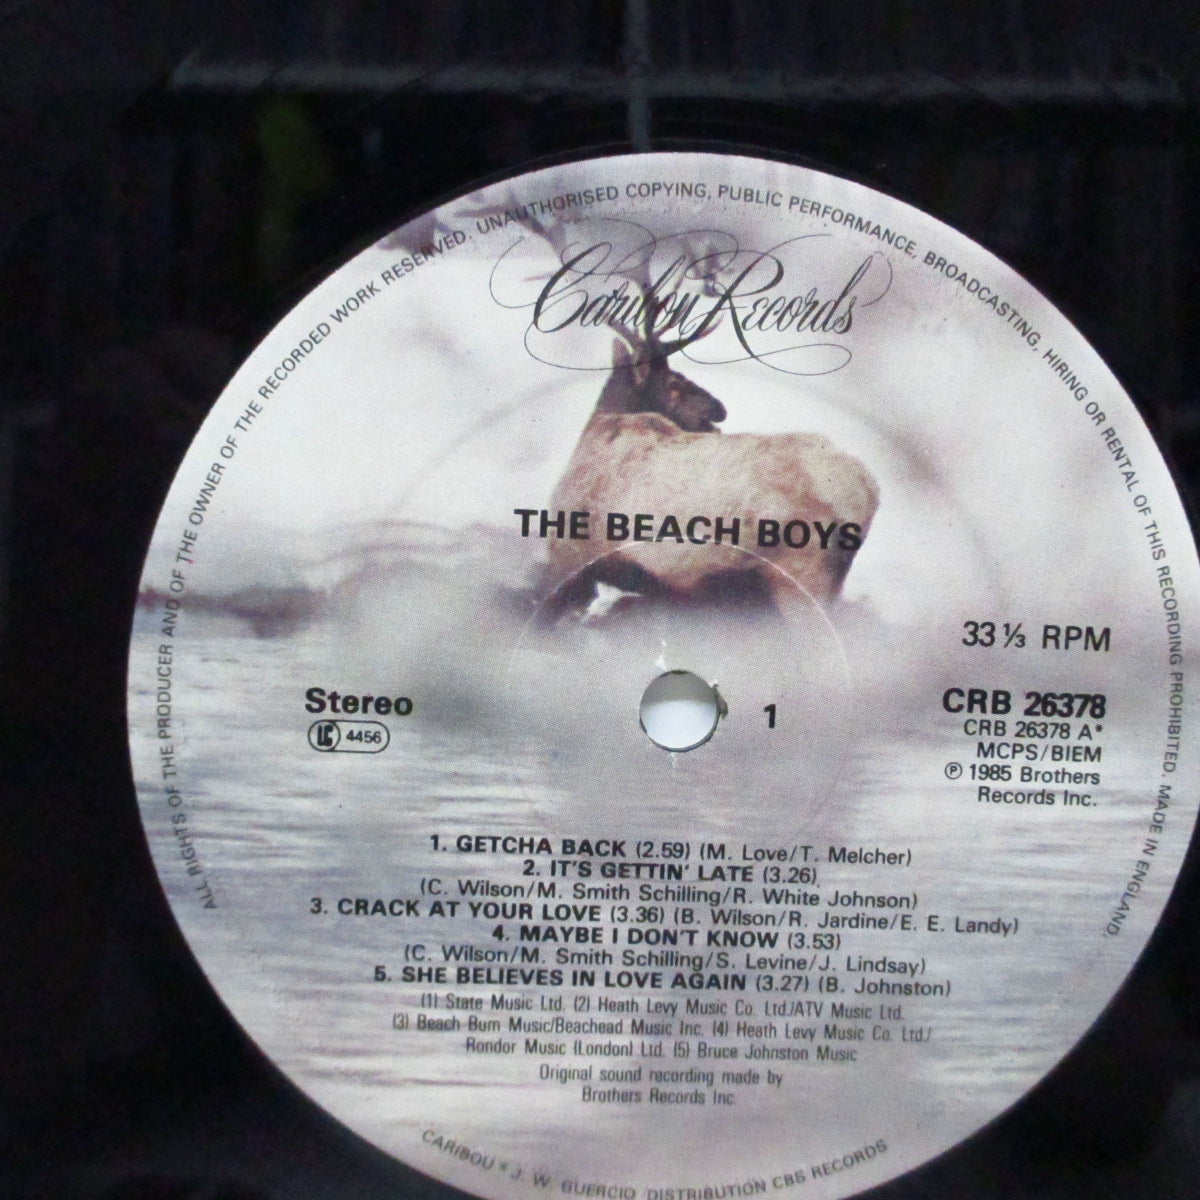 ALL RIGHTS OF THE PRODUCER AND OF THE OWNER OF THE RECORDED WORK RESERVED. UNAUTHORISED COPYING, PUBLIC PERFORMANCE, BROADCASTING, HIRING OR RENTAL OF THIS RECORDING PROHIBITED. MADE IN ENGLAND.
Caribou Records
THE BEACH BOYS
33⅓ RPM
Stereo
LC 4456
1
CRB 26378
CRB 26378 A*
MCPS/BIEM
℗ 1985 Brothers
Records Inc.
1. GETCHA BACK (2.59) (M. Love/T. Melcher)
2. IT'S GETTIN' LATE (3.26)
(C. Wilson/M. Smith Schilling/R. White Johnson)
3. CRACK AT YOUR LOVE (3.36) (B. Wilson/R. Jardine/E. E. Landy)
4. MAYBE I DON'T KNOW (3.53)
(C. Wilson/M. Smith Schilling/S. Levine/J. Lindsay)
5. SHE BELIEVES IN LOVE AGAIN (3.27) (B. Johnston)
(1) State Music Ltd. (2) Heath Levy Music Co. Ltd./ATV Music Ltd.
(3) Beach Bum Music/Beachead Music Inc. (4) Heath Levy Music Co. Ltd./
Rondor Music (London) Ltd. (5) Bruce Johnston Music
Original sound recording made by
Brothers Records Inc
CARIBOU * J. W. GUERCIO/DISTRIBUTION CBS RECORDS